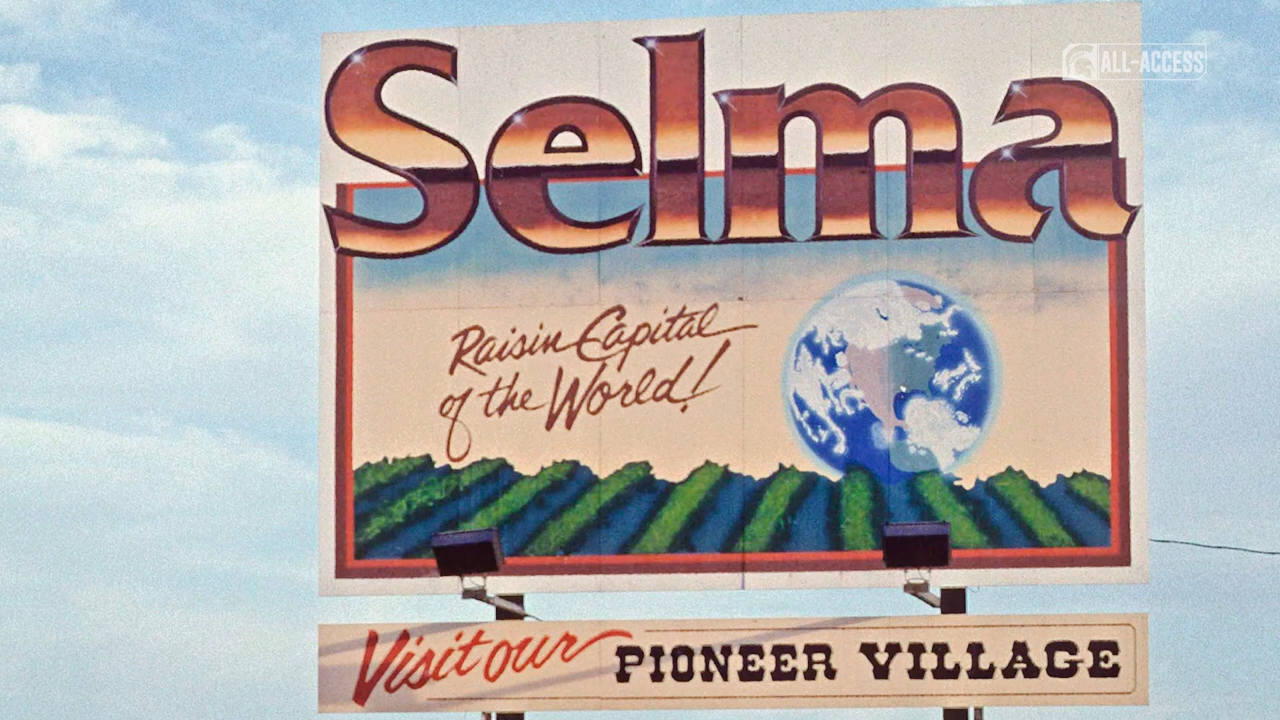 ALL-ACCESS
Selma
Raisin Capital
of the World!
Visit our PIONEER VILLAGE